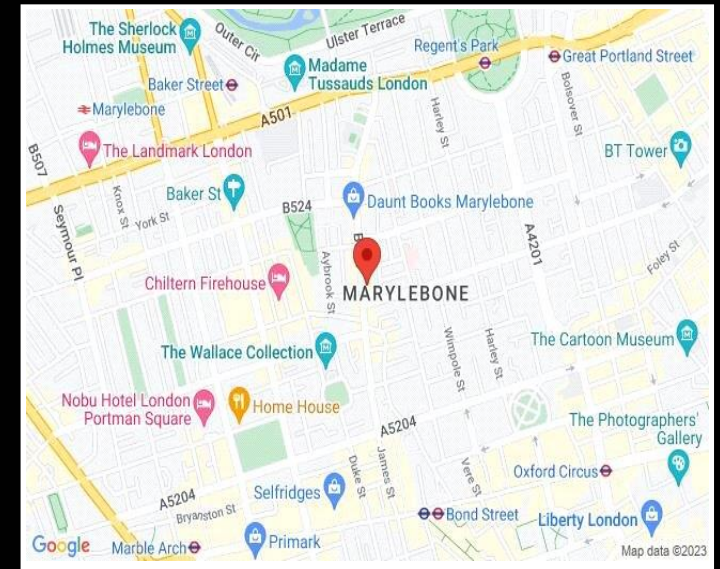 The Sherlock
Holmes Museum
Outer Cir
Ulster Terrace
Regent's Park
Great Portland Street
Madame
Tussauds London
Baker Street
Marylebone
A501
Harley St
Bolsover St
B507
The Landmark London
BT Tower
Knox St
Baker St
York St
B524
Daunt Books Marylebone
Seymour Pl
B
A4201
Foley St
Aybrook St
Chiltern Firehouse
MARYLEBONE
Wimpole St
Harley St
The Cartoon Museum
The Wallace Collection
Nobu Hotel London
Portman Square
Home House
A5204
The Photographers'
Gallery
Duke St
James St
Vere St
Oxford Circus
A5204
Selfridges
Bryanston St
Bond Street
Liberty London
Google
Marble Arch
Primark
Map data ©2023